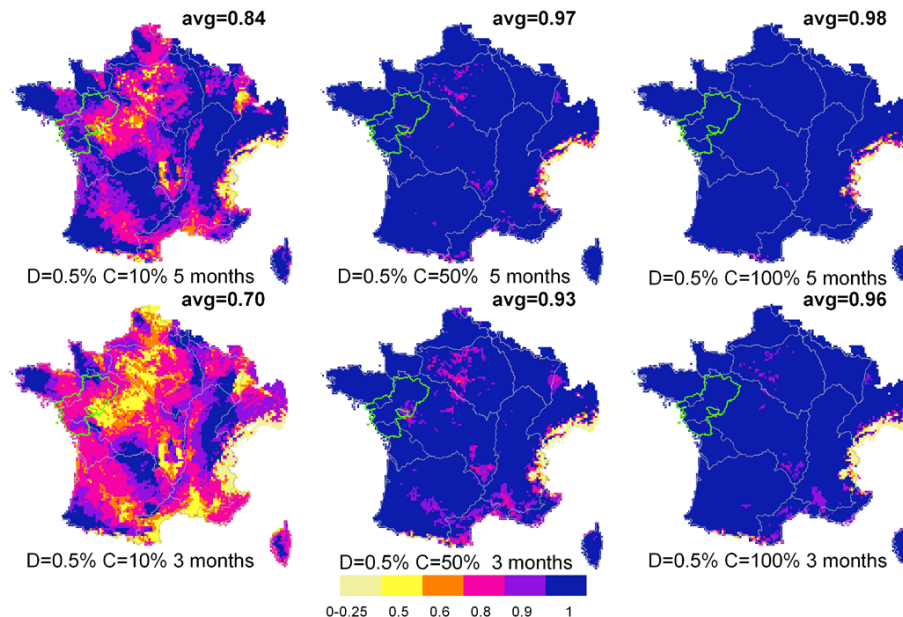 avg=0.84 avg=0.97 avg=0.98
D=0.5% C=10% 5 months D=0.5% C=50% 5 months D=0.5% C=100% 5 months
avg=0.70 avg=0.93 avg=0.96
D=0.5% C=10% 3 months D=0.5% C=50% 3 months D=0.5% C=100% 3 months
0-0.25 0.5 0.6 0.8 0.9 1